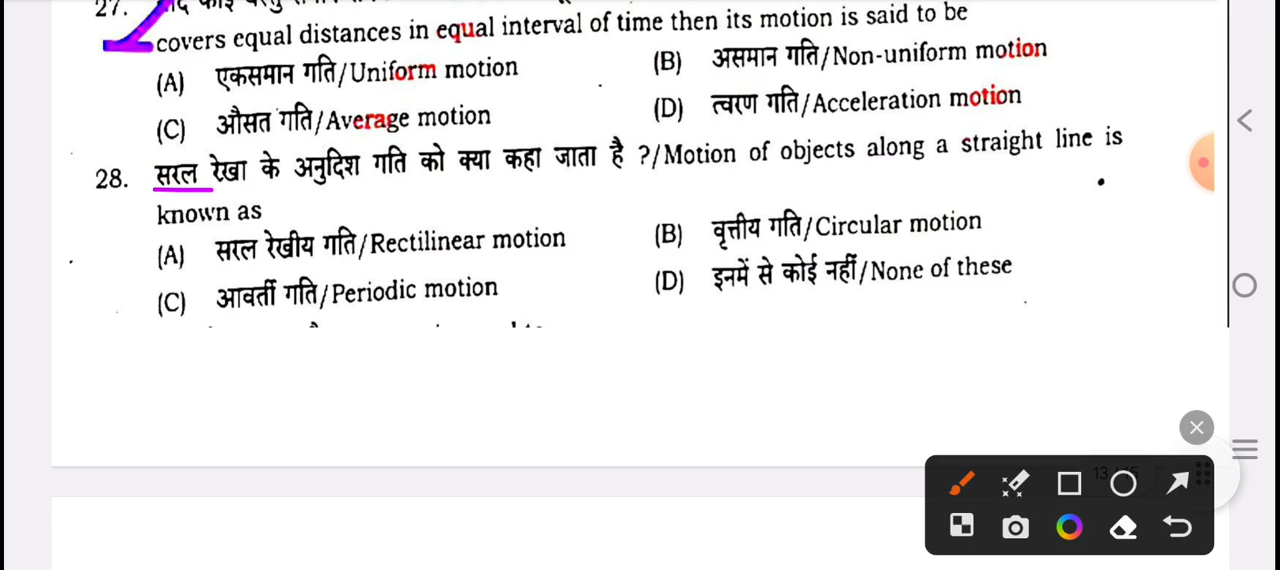 27.
covers equal distances in equal interval of time then its motion is said to be
(A) एकसमान गति/Uniform motion (B) असमान गति/Non-uniform motion
(C) औसत गति/Average motion (D) त्वरण गति/Acceleration motion
28. सरल रेखा के अनुदिश गति को क्या कहा जाता है ?/Motion of objects along a straight line is
known as
(A) सरल रेखीय गति/Rectilinear motion (B) वृत्तीय गति/Circular motion
(C) आवर्ती गति/Periodic motion (D) इनमें से कोई नहीं/None of these